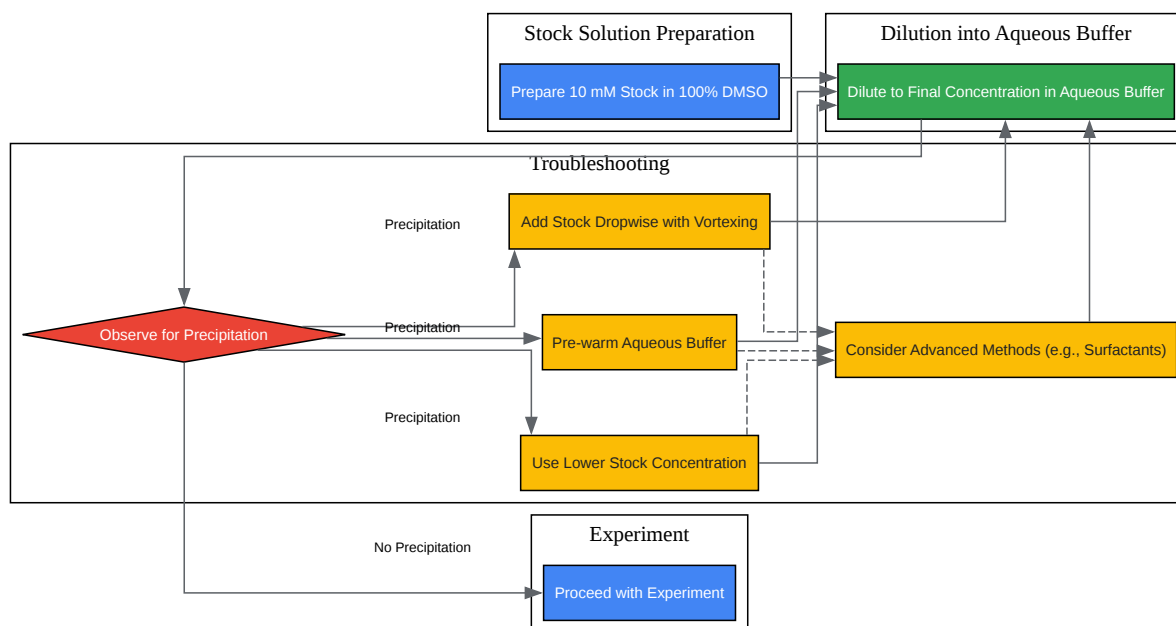 Stock Solution Preparation
Prepare 10 mM Stock in 100% DMSO
Dilution into Aqueous Buffer
Dilute to Final Concentration in Aqueous Buffer
Troubleshooting
Precipitation
Add Stock Dropwise with Vortexing
Observe for Precipitation
Precipitation
Pre-warm Aqueous Buffer
Consider Advanced Methods (e.g., Surfactants)
Precipitation
Use Lower Stock Concentration
No Precipitation
Experiment
Proceed with Experiment